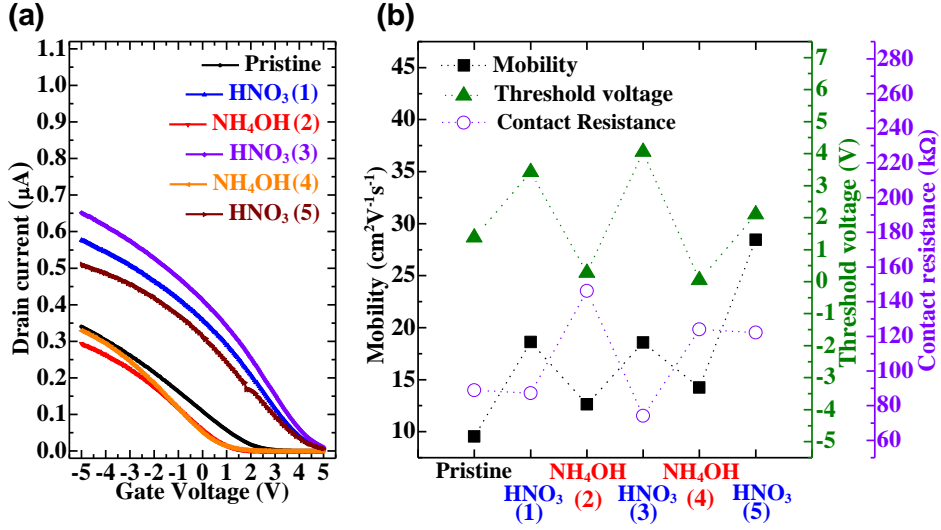 (a)
1.1
1.0
0.9
0.8
0.7
0.6
0.5
0.4
0.3
0.2
0.1
0.0
Drain current (μA)
Pristine
HNO₃ (1)
NH₄OH (2)
HNO₃ (3)
NH₄OH (4)
HNO₃ (5)
-5 -4 -3 -2 -1 0 1 2 3 4 5
Gate Voltage (V)
(b)
45
40
35
30
25
20
15
10
Mobility (cm²V⁻¹s⁻¹)
Mobility
Threshold voltage
Contact Resistance
7
6
5
4
3
2
1
0
-1
-2
-3
-4
-5
Threshold voltage (V)
280
260
240
220
200
180
160
140
120
100
80
60
Contact resistance (kΩ)
Pristine
HNO₃
(1)
NH₄OH
(2)
HNO₃
(3)
NH₄OH
(4)
HNO₃
(5)